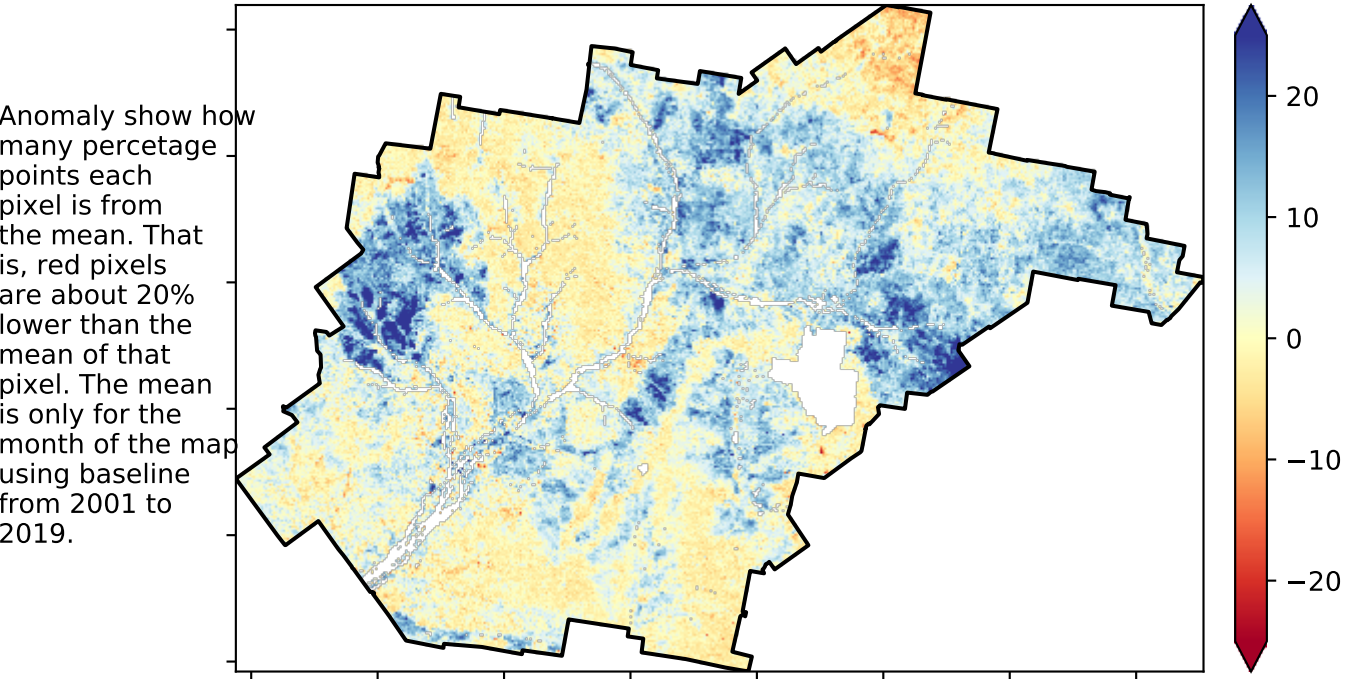 Anomaly show how
many percetage
points each
pixel is from
the mean. That
is, red pixels
are about 20%
lower than the
mean of that
pixel. The mean
is only for the
month of the map
using baseline
from 2001 to
2019.
20
10
0
−10
−20